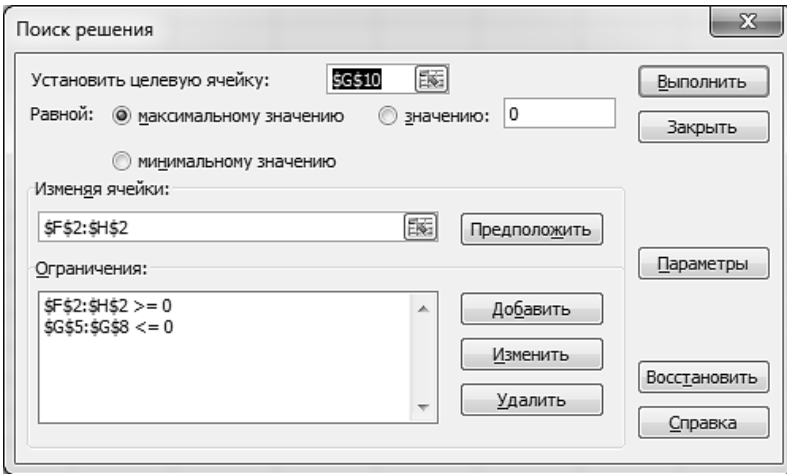 Поиск решения
Установить целевую ячейку: $G$10
Выполнить
Равной: максимальному значению значению: 0
Закрыть
минимальному значению
Изменяя ячейки:
$F$2:$H$2 Предположить
Параметры
Ограничения:
$F$2:$H$2 >= 0
$G$5:$G$8 <= 0
Добавить
Изменить
Удалить
Восстановить
Справка